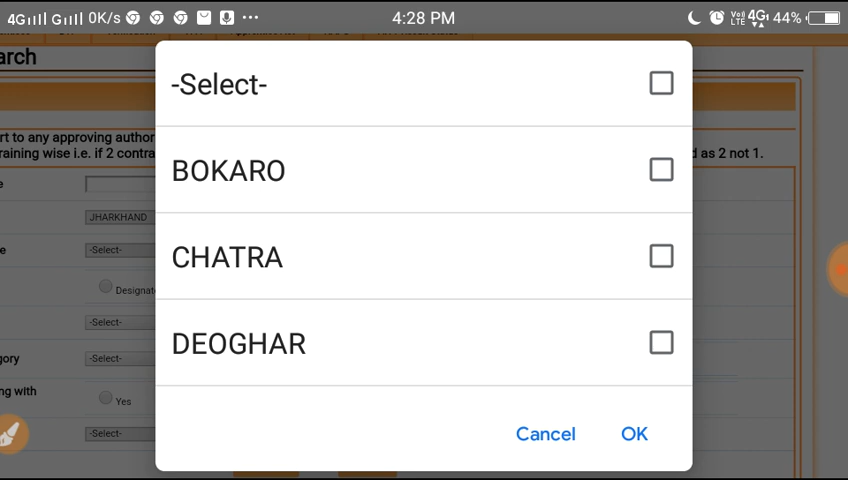 4G G 0K/s 4:28 PM VoLTE 4G 44%
arch
-Select-
rt to any approving author
raining wise i.e. if 2 contra d as 2 not 1.
BOKARO
e
JHARKHAND
e -Select-
CHATRA
Designat
-Select-
DEOGHAR
gory -Select-
ng with
Yes
-Select-
Cancel OK